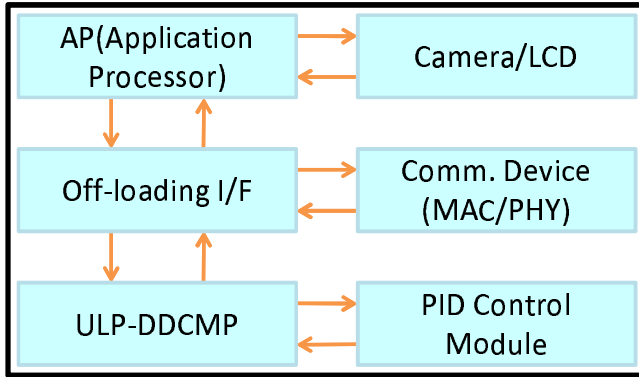 AP(Application
Processor)
Camera/LCD
Off-loading I/F
Comm. Device
(MAC/PHY)
ULP-DDCMP
PID Control
Module